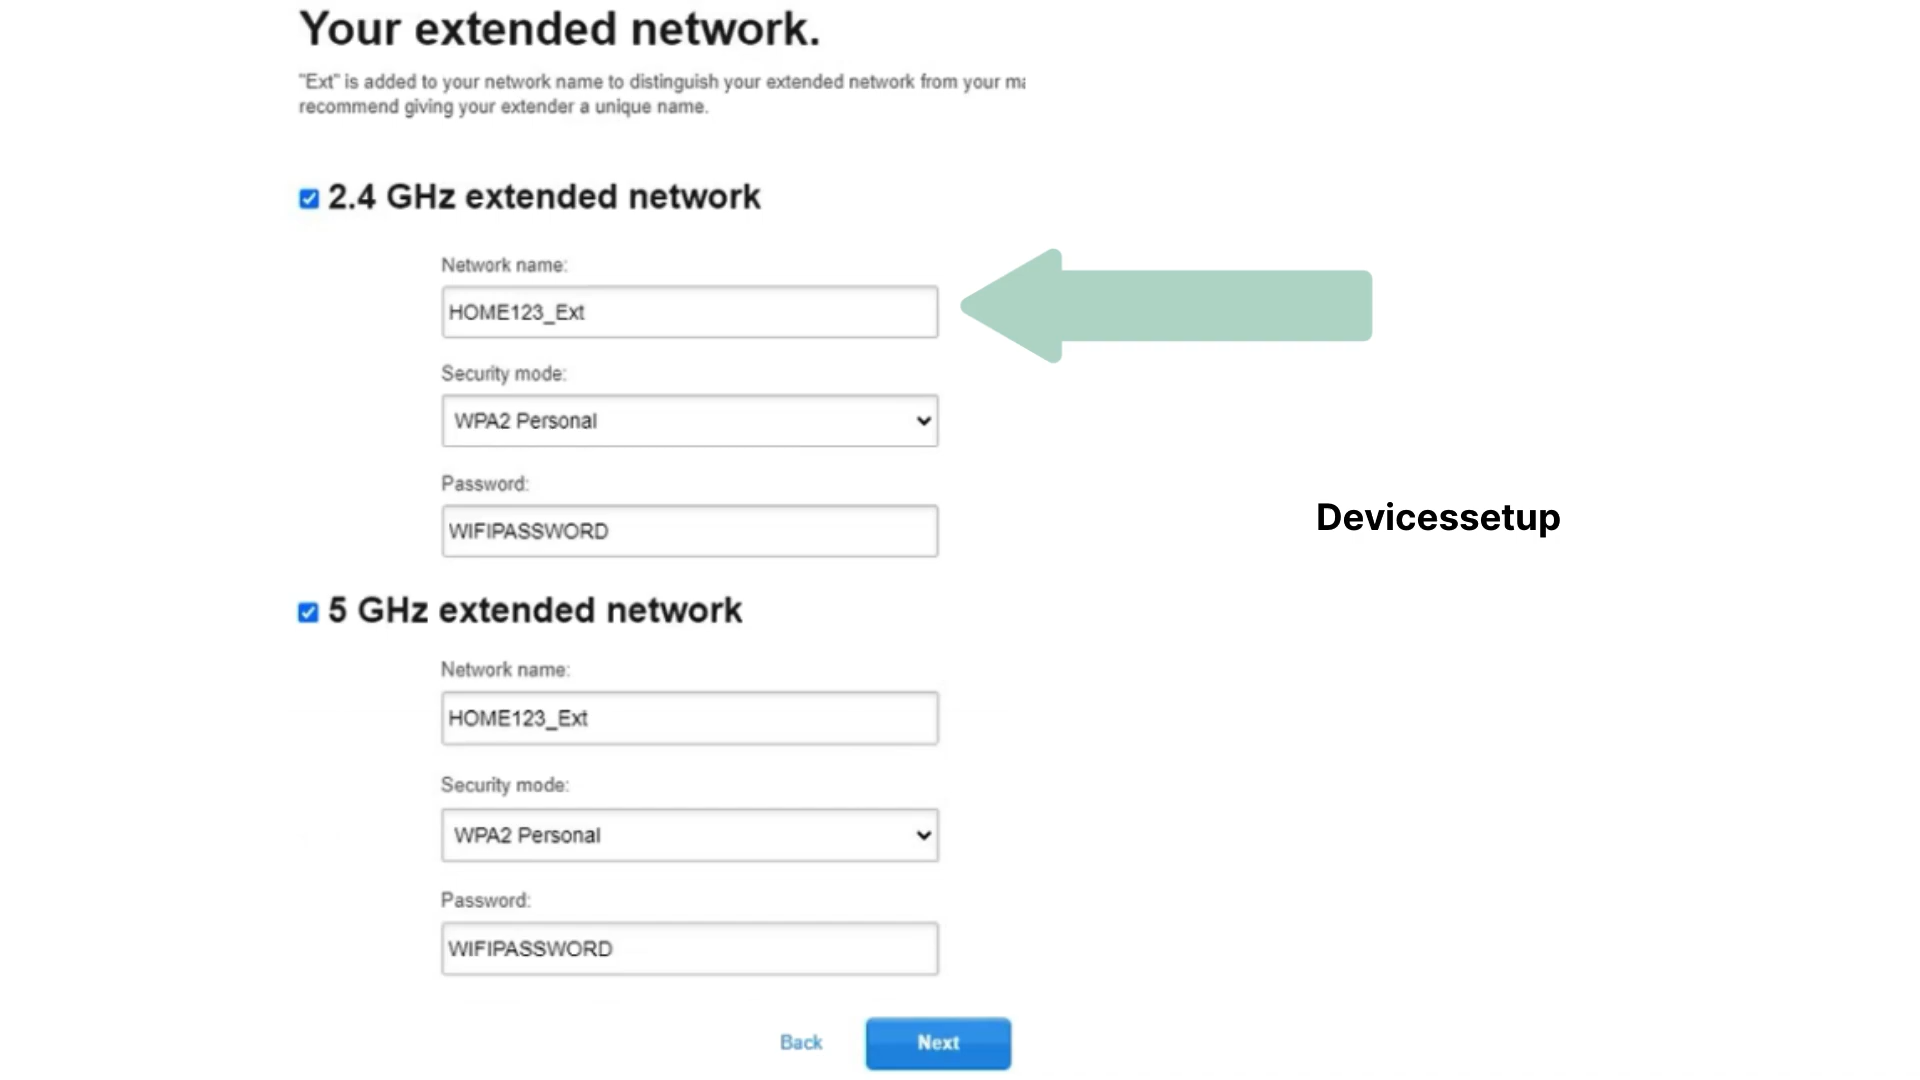 Your extended network.
"Ext" is added to your network name to distinguish your extended network from your
recommend giving your extender a unique name.
2.4 GHz extended network
Network name:
HOME123_Ext
Security mode:
WPA2 Personal
Password:
WIFIPASSWORD
Devicessetup
5 GHz extended network
Network name:
HOME123_Ext
Security mode:
WPA2 Personal
Password:
WIFIPASSWORD
Back
Next